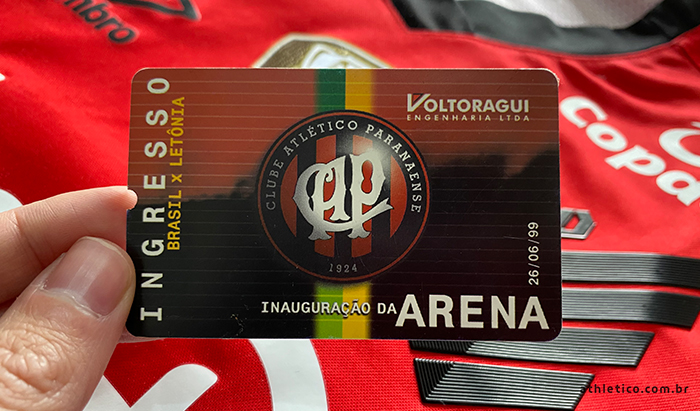 umbro
INGRESSO
BRASIL X LETÔNIA
VOLTORAGUI
ENGENHARIA LTDA
CLUBE ATLÉTICO PARANAENSE
CAP
1924
INAUGURAÇÃO DA ARENA
26/06/99
Copa
athletico.com.br